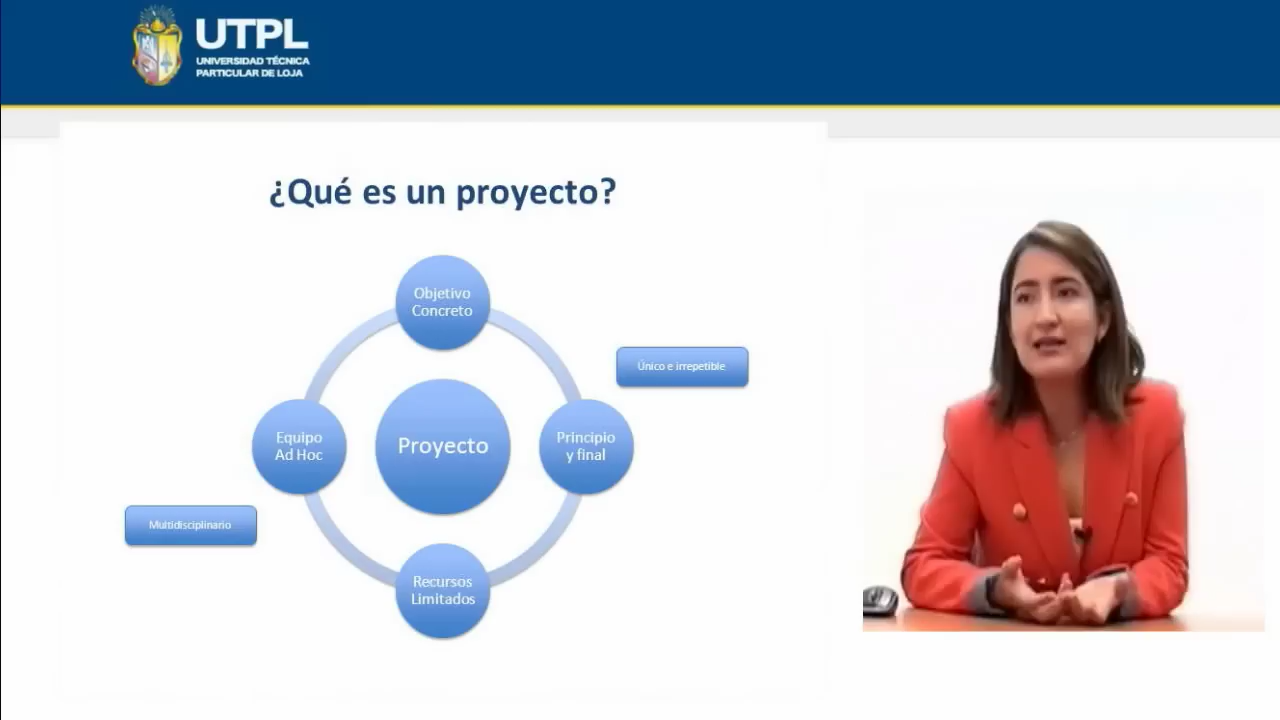 UTPL
UNIVERSIDAD TÉCNICA
PARTICULAR DE LOJA
¿Qué es un proyecto?
Objetivo
Concreto
Único e irrepetible
Equipo
Ad Hoc
Proyecto
Principio
y final
Multidisciplinario
Recursos
Limitados